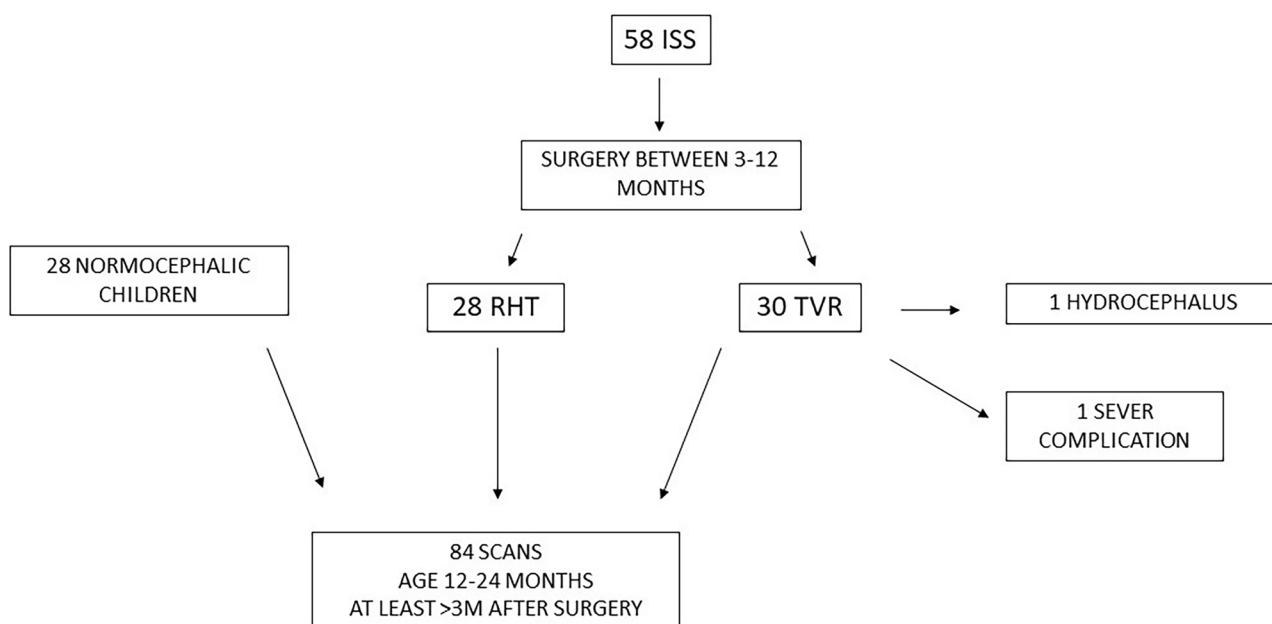 58 ISS
SURGERY BETWEEN 3-12
MONTHS
28 NORMOCEPHALIC
CHILDREN
28 RHT
30 TVR
1 HYDROCEPHALUS
1 SEVER
COMPLICATION
84 SCANS
AGE 12-24 MONTHS
AT LEAST >3M AFTER SURGERY